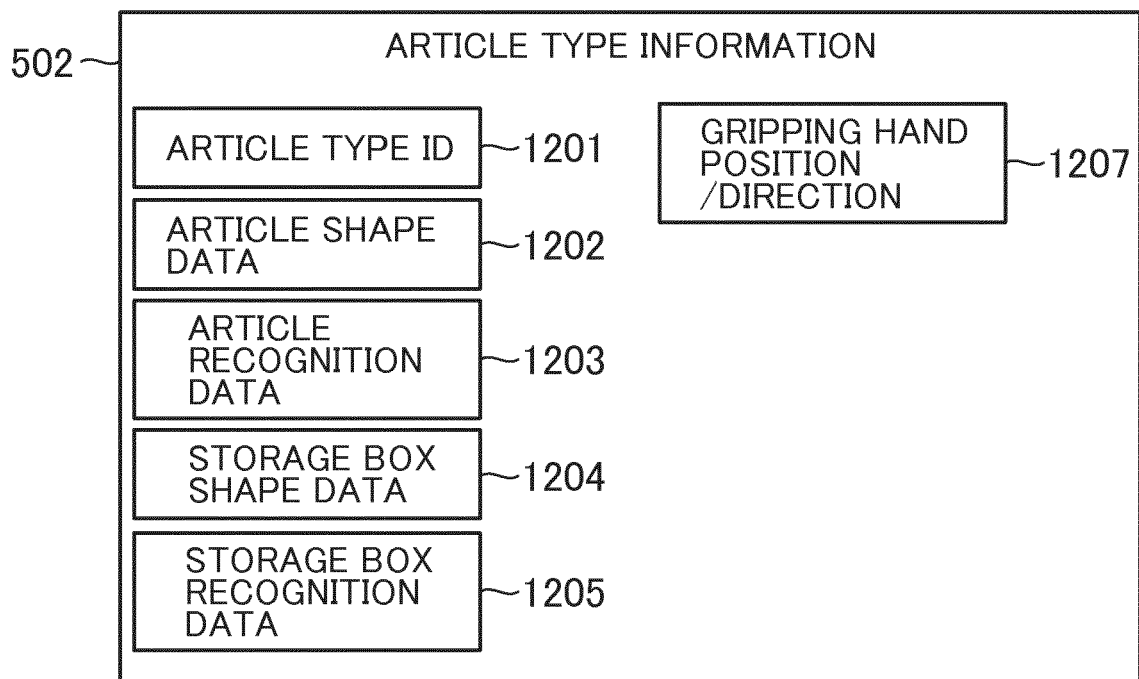 502
ARTICLE TYPE INFORMATION
ARTICLE TYPE ID
1201
ARTICLE SHAPE
DATA
1202
ARTICLE
RECOGNITION
DATA
1203
STORAGE BOX
SHAPE DATA
1204
STORAGE BOX
RECOGNITION
DATA
1205
GRIPPING HAND
POSITION
/DIRECTION
1207